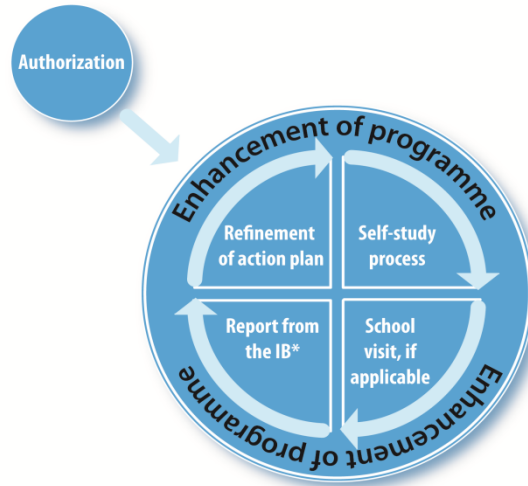 Authorization
Enhancement of programme
Refinement
of action plan
Self-study
process
Report from
the IB*
School
visit, if
applicable
Enhancement of programme